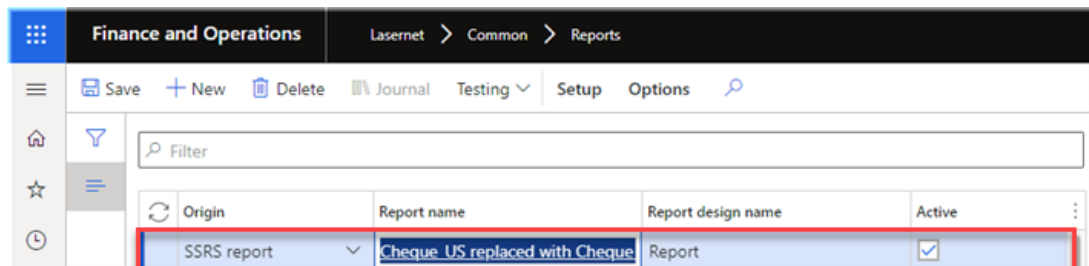 Finance and Operations Lasernet > Common > Reports
Save + New Delete Journal Testing Setup Options
Filter
Origin Report name Report design name Active
SSRS report Cheque_US replaced with Cheque Report